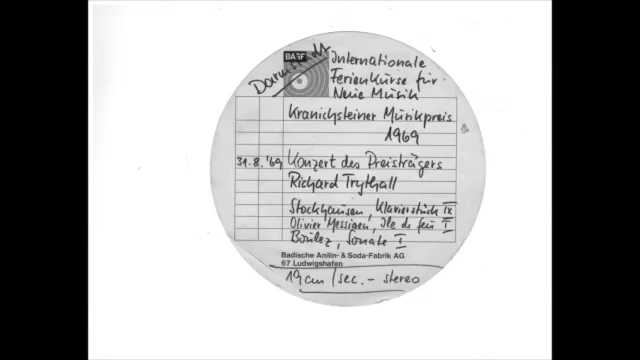 BASF
Darmstadt
Internationale
Ferienkurse für
Neue Musik
Kranichsteiner Musikpreis
1969
31.8.'69 Konzert des Preisträgers
Richard Trythall
Stockhausen, Klavierstück IX
Olivier Messiaen, Ile de feu I
Boulez, Sonate I
Badische Anilin- & Soda-Fabrik AG
67 Ludwigshafen
19 cm/sec. - stereo